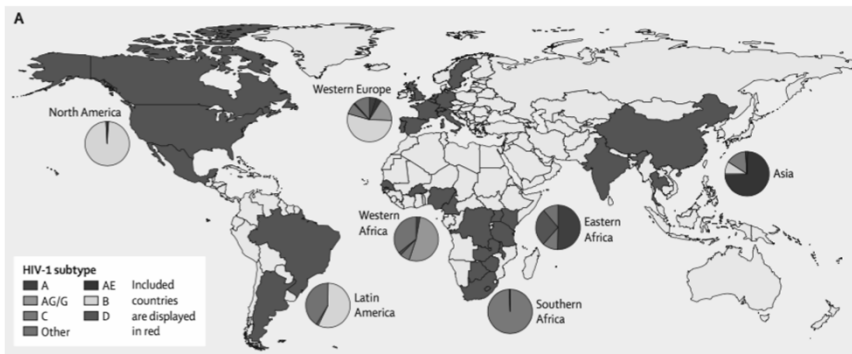 A
North America
Western Europe
Asia
Western
Africa
Eastern
Africa
Latin
America
Southern
Africa
HIV-1 subtype
A
AE
AG/G
B
C
D
Other
Included
countries
are displayed
in red